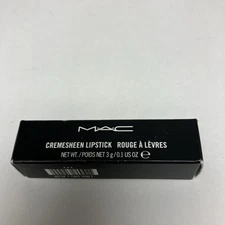 MAC
CREMESHEEN LIPSTICK ROUGE À LÈVRES
NET WT. / POIDS NET 3 g / 0.1 US OZ ℮